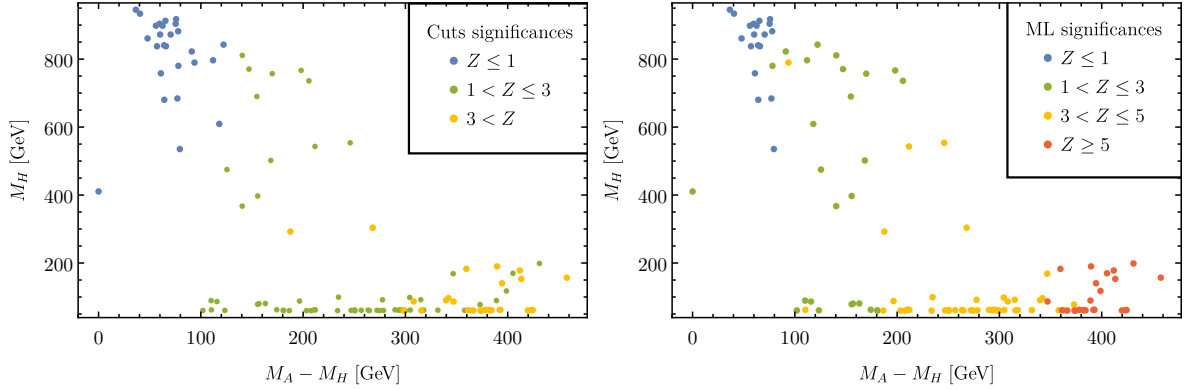 Cuts significances
Z ≤ 1
1 < Z ≤ 3
3 < Z
800
600
400
200
M_H [GeV]
0 100 200 300 400
M_A − M_H [GeV]
ML significances
Z ≤ 1
1 < Z ≤ 3
3 < Z ≤ 5
Z ≥ 5
800
600
400
200
M_H [GeV]
0 100 200 300 400
M_A − M_H [GeV]